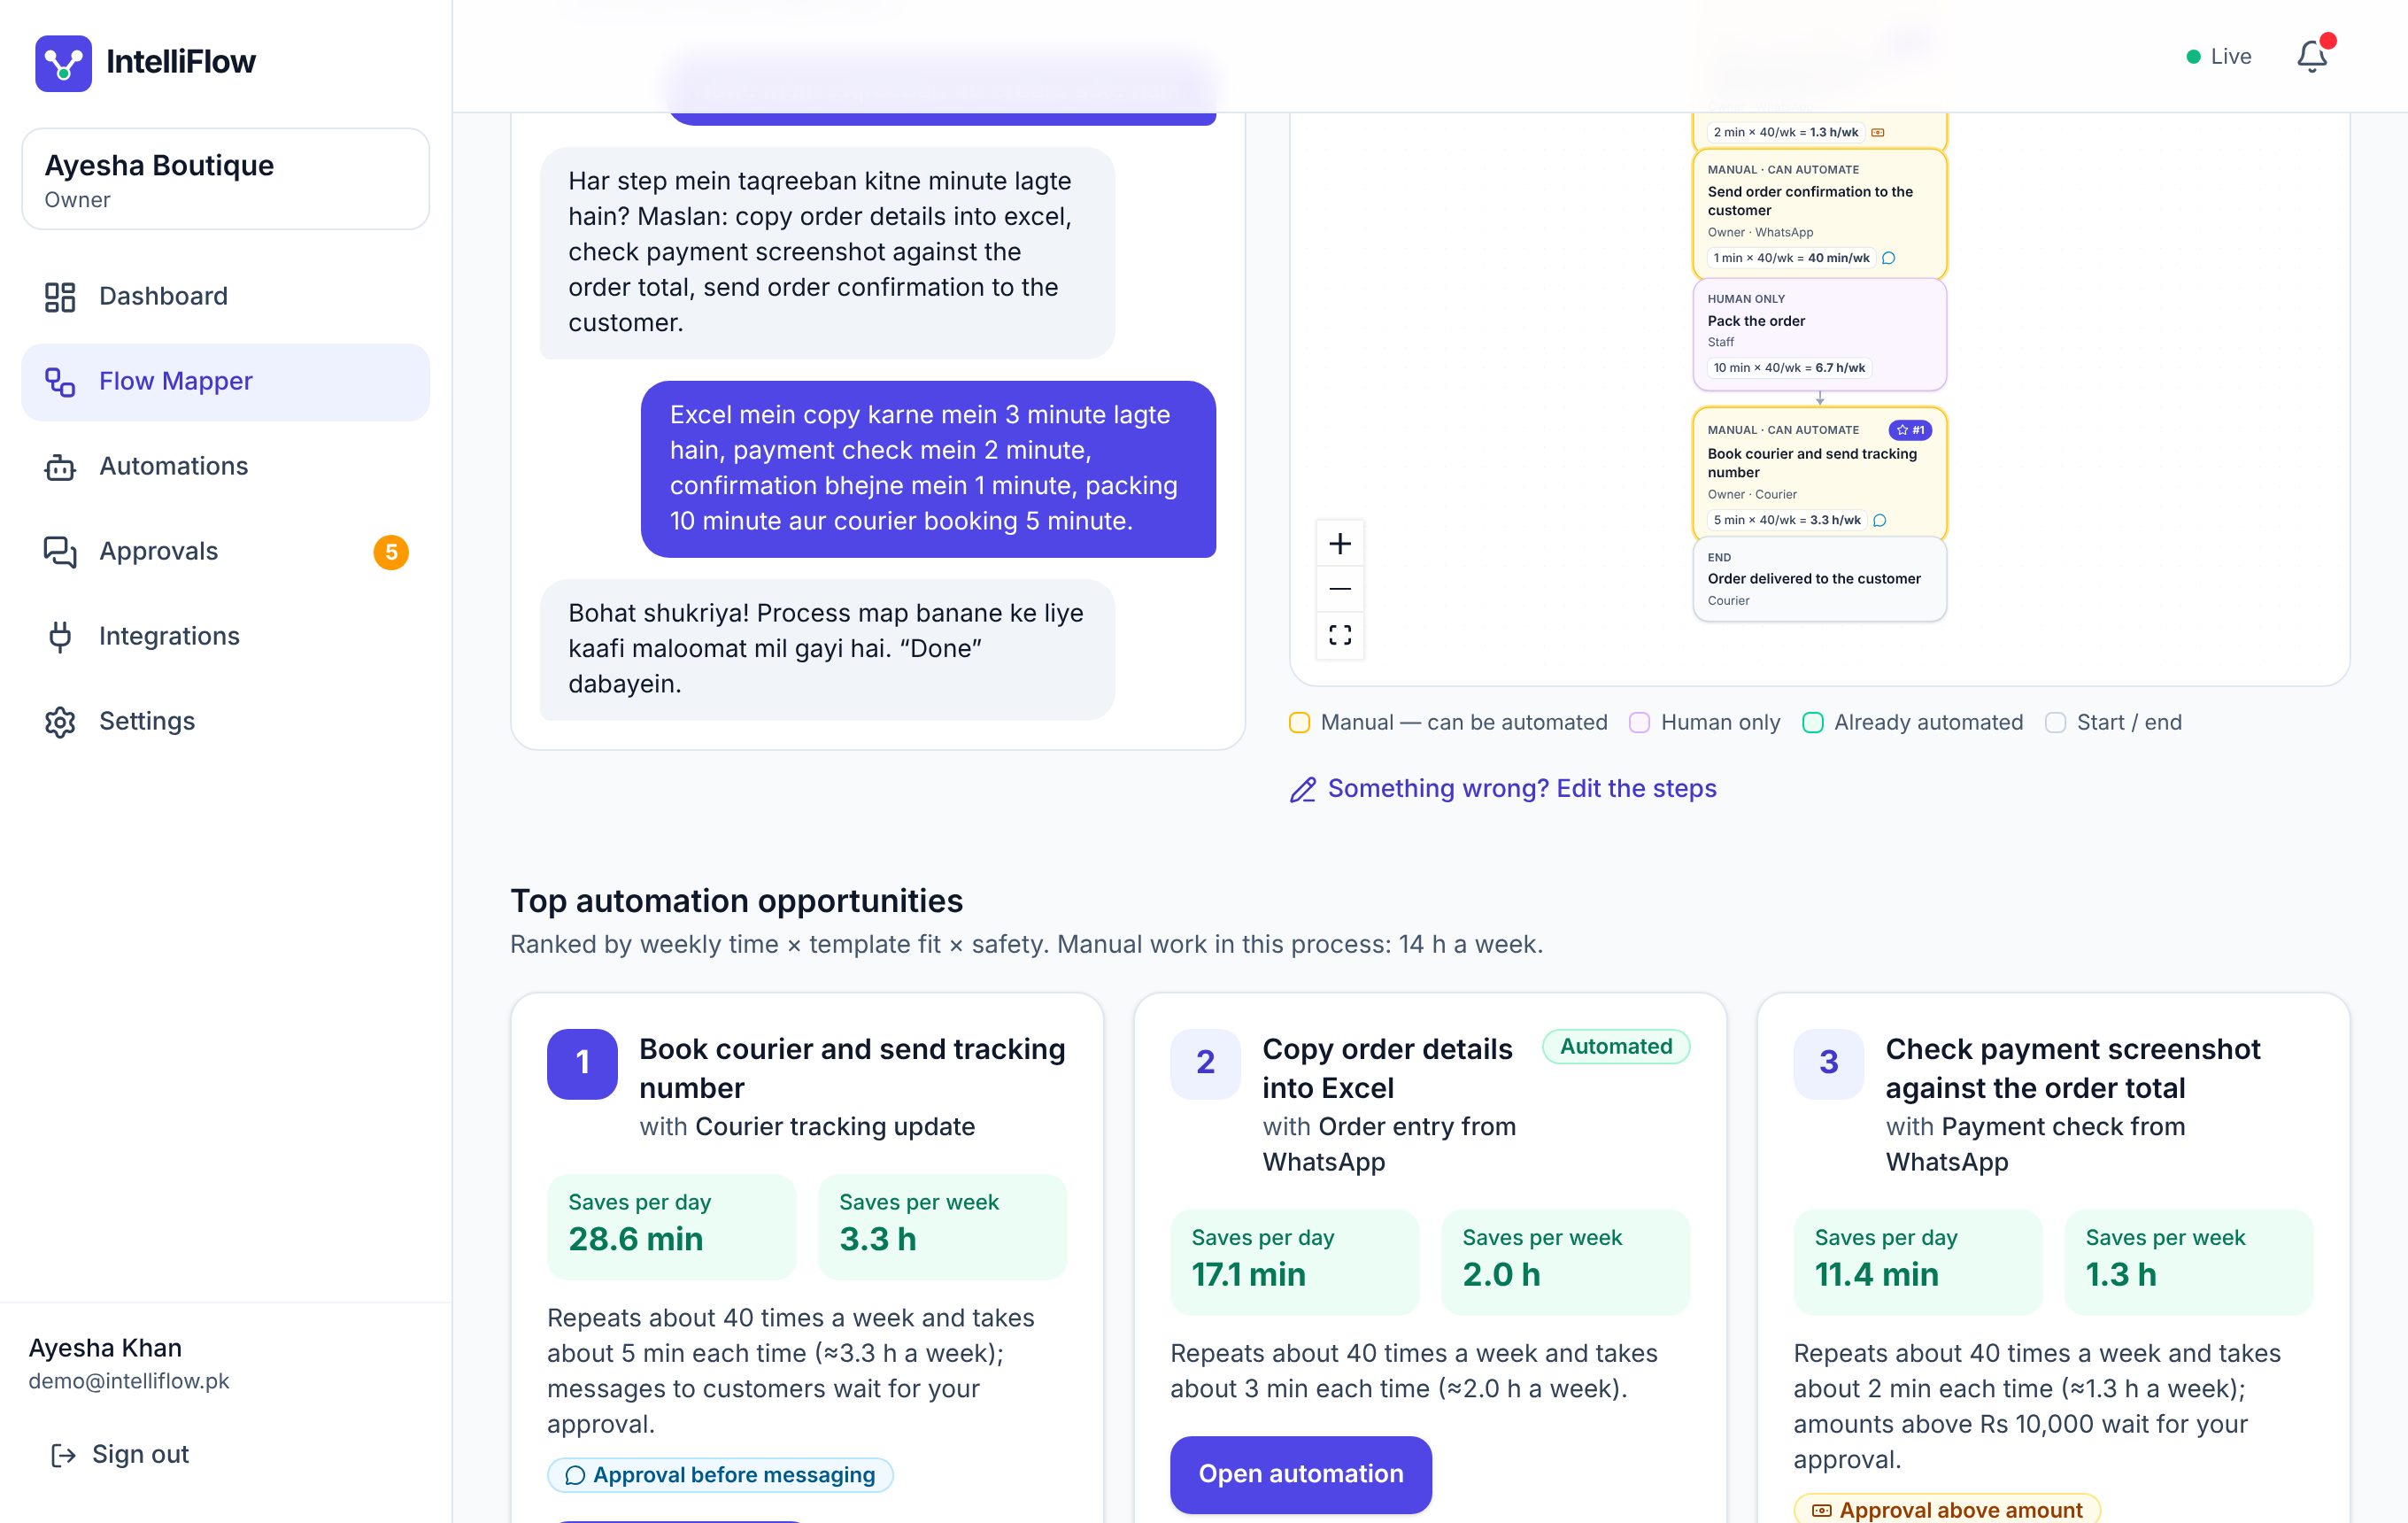 IntelliFlow
Ayesha Boutique
Owner
Dashboard
Flow Mapper
Automations
Approvals
5
Integrations
Settings
Ayesha Khan
demo@intelliflow.pk
Sign out
Live
Har step mein taqreeban kitne minute lagte
hain? Maslan: copy order details into excel,
check payment screenshot against the
order total, send order confirmation to the
customer.
Excel mein copy karne mein 3 minute lagte
hain, payment check mein 2 minute,
confirmation bhejne mein 1 minute, packing
10 minute aur courier booking 5 minute.
Bohat shukriya! Process map banane ke liye
kaafi maloomat mil gayi hai. “Done”
dabayein.
2 min × 40/wk = 1.3 h/wk
MANUAL · CAN AUTOMATE
Send order confirmation to the
customer
Owner · WhatsApp
1 min × 40/wk = 40 min/wk
HUMAN ONLY
Pack the order
Staff
10 min × 40/wk = 6.7 h/wk
MANUAL · CAN AUTOMATE
#1
Book courier and send tracking
number
Owner · Courier
5 min × 40/wk = 3.3 h/wk
END
Order delivered to the customer
Courier
Manual — can be automated
Human only
Already automated
Start / end
Something wrong? Edit the steps
Top automation opportunities
Ranked by weekly time × template fit × safety. Manual work in this process: 14 h a week.
1
Book courier and send tracking
number
with Courier tracking update
Saves per day
28.6 min
Saves per week
3.3 h
Repeats about 40 times a week and takes
about 5 min each time (≈3.3 h a week);
messages to customers wait for your
approval.
Approval before messaging
2
Copy order details
into Excel
Automated
with Order entry from
WhatsApp
Saves per day
17.1 min
Saves per week
2.0 h
Repeats about 40 times a week and takes
about 3 min each time (≈2.0 h a week).
Open automation
3
Check payment screenshot
against the order total
with Payment check from
WhatsApp
Saves per day
11.4 min
Saves per week
1.3 h
Repeats about 40 times a week and takes
about 2 min each time (≈1.3 h a week);
amounts above Rs 10,000 wait for your
approval.
Approval above amount